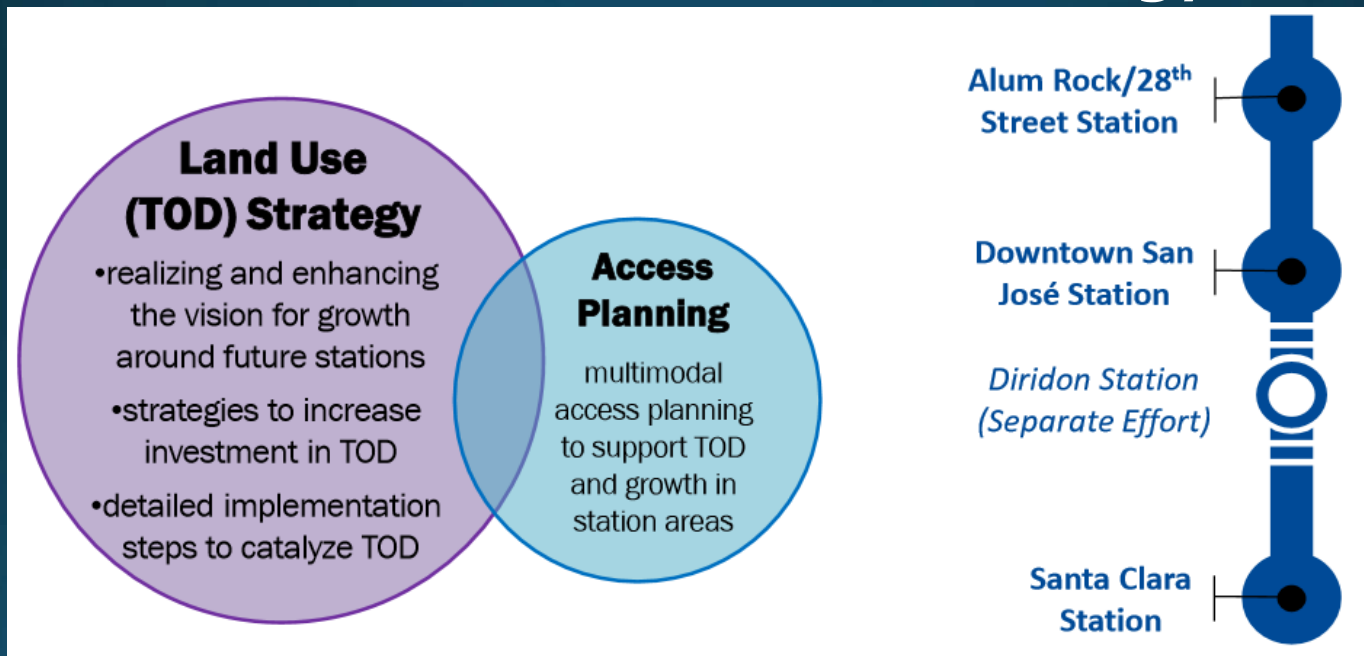 Land Use
(TOD) Strategy
•realizing and enhancing
the vision for growth
around future stations
•strategies to increase
investment in TOD
•detailed implementation
steps to catalyze TOD
Access
Planning
multimodal
access planning
to support TOD
and growth in
station areas
Alum Rock/28th
Street Station
Downtown San
José Station
Diridon Station
(Separate Effort)
Santa Clara
Station